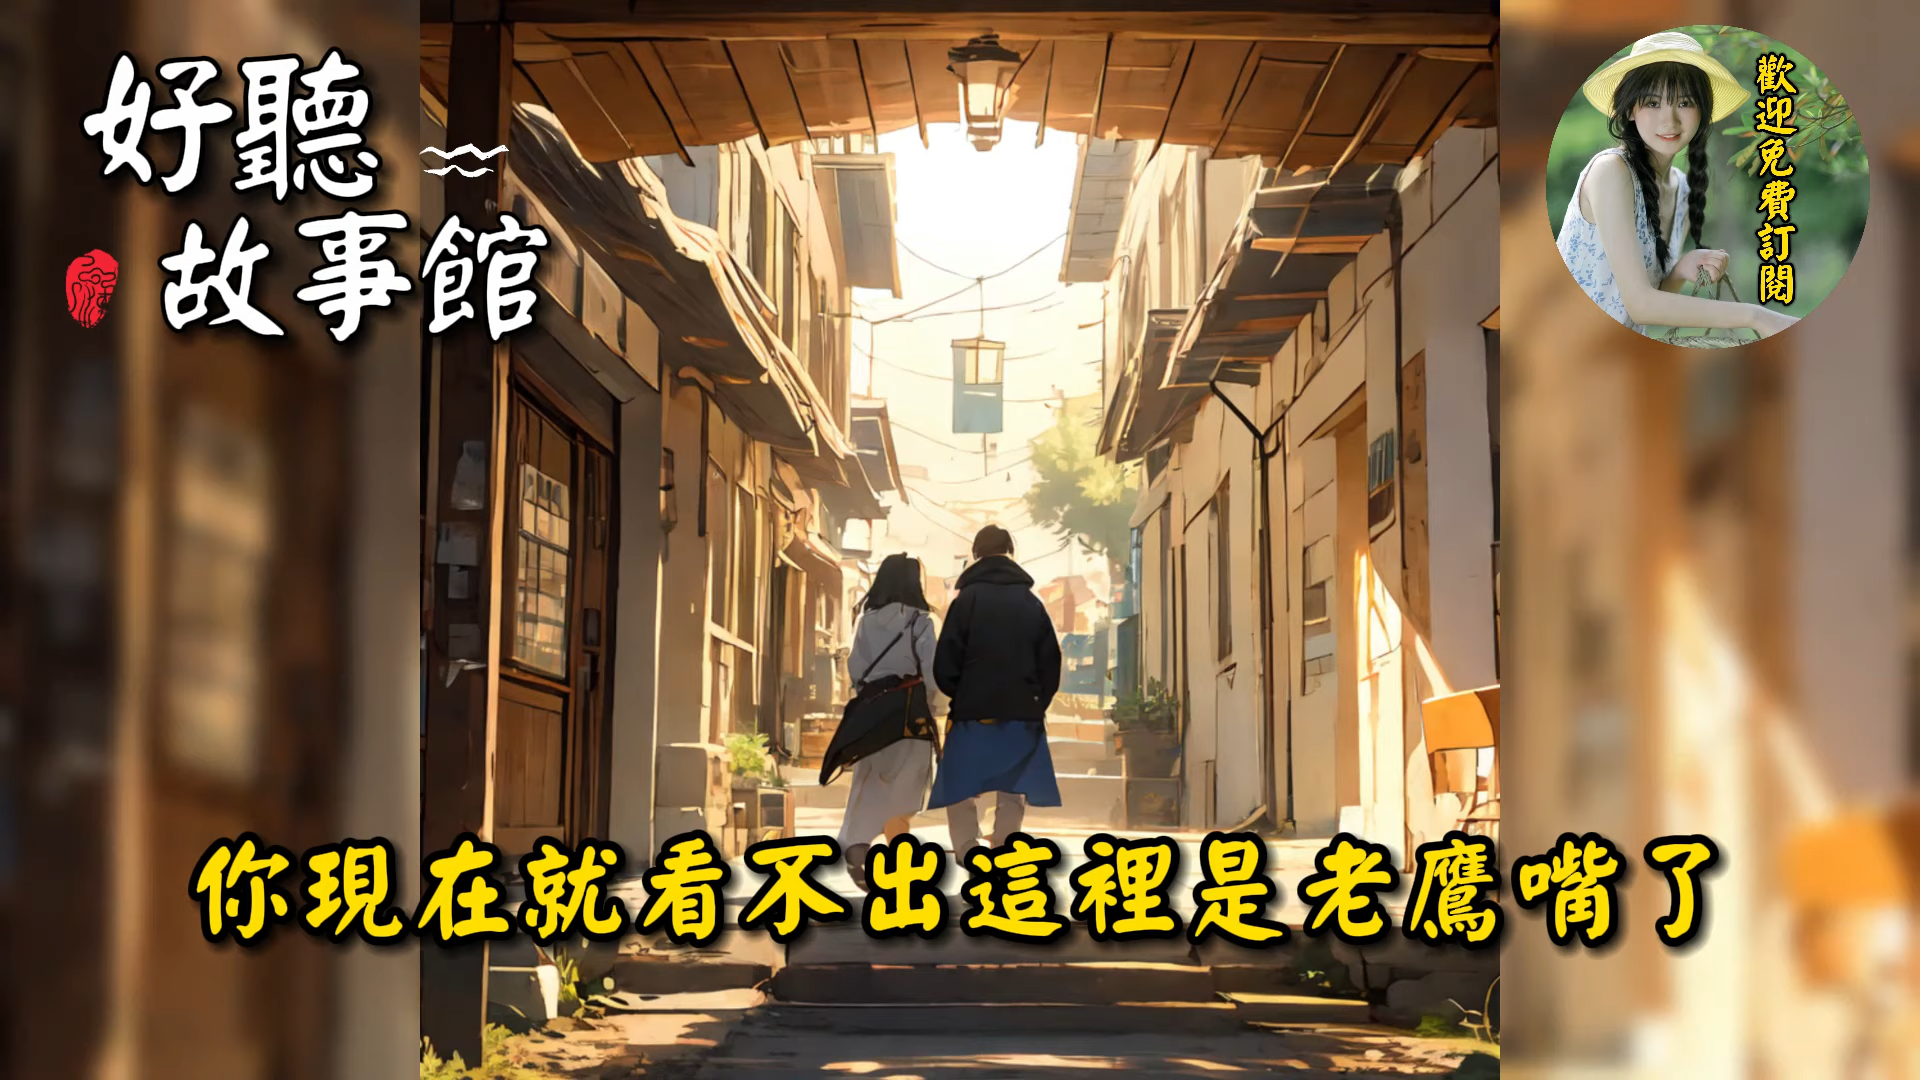 好聽
故事館
歡迎免費訂閱
你現在就看不出這裡是老鷹嘴了